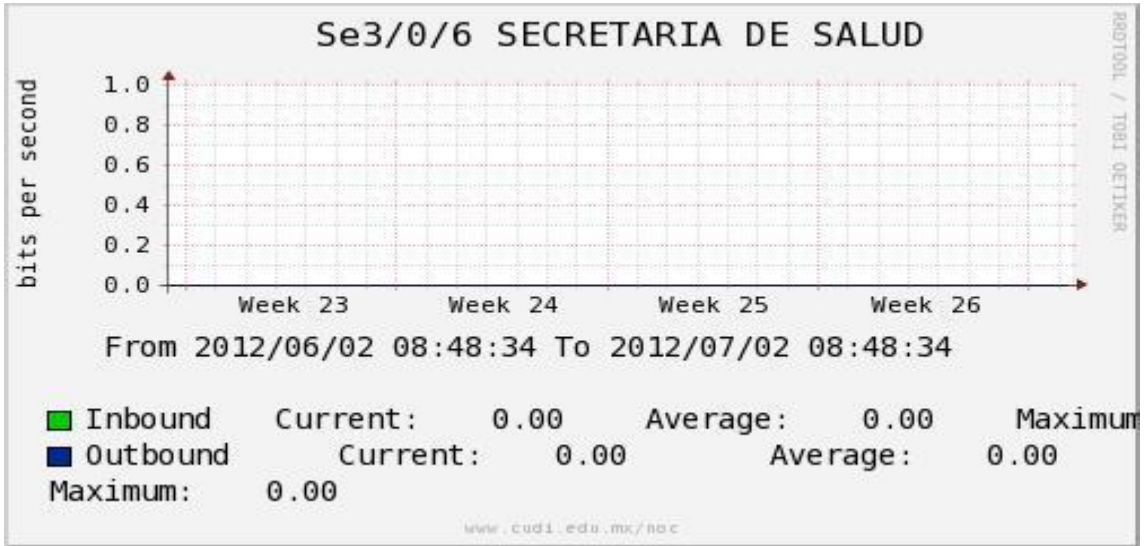 Se3/0/6 SECRETARIA DE SALUD
RRDTOOL / TOBI OETIKER
bits per second
1.0
0.8
0.6
0.4
0.2
0.0
Week 23 Week 24 Week 25 Week 26
From 2012/06/02 08:48:34 To 2012/07/02 08:48:34
Inbound Current: 0.00 Average: 0.00 Maximum
Outbound Current: 0.00 Average: 0.00
Maximum: 0.00
www.cudi.edu.mx/noc